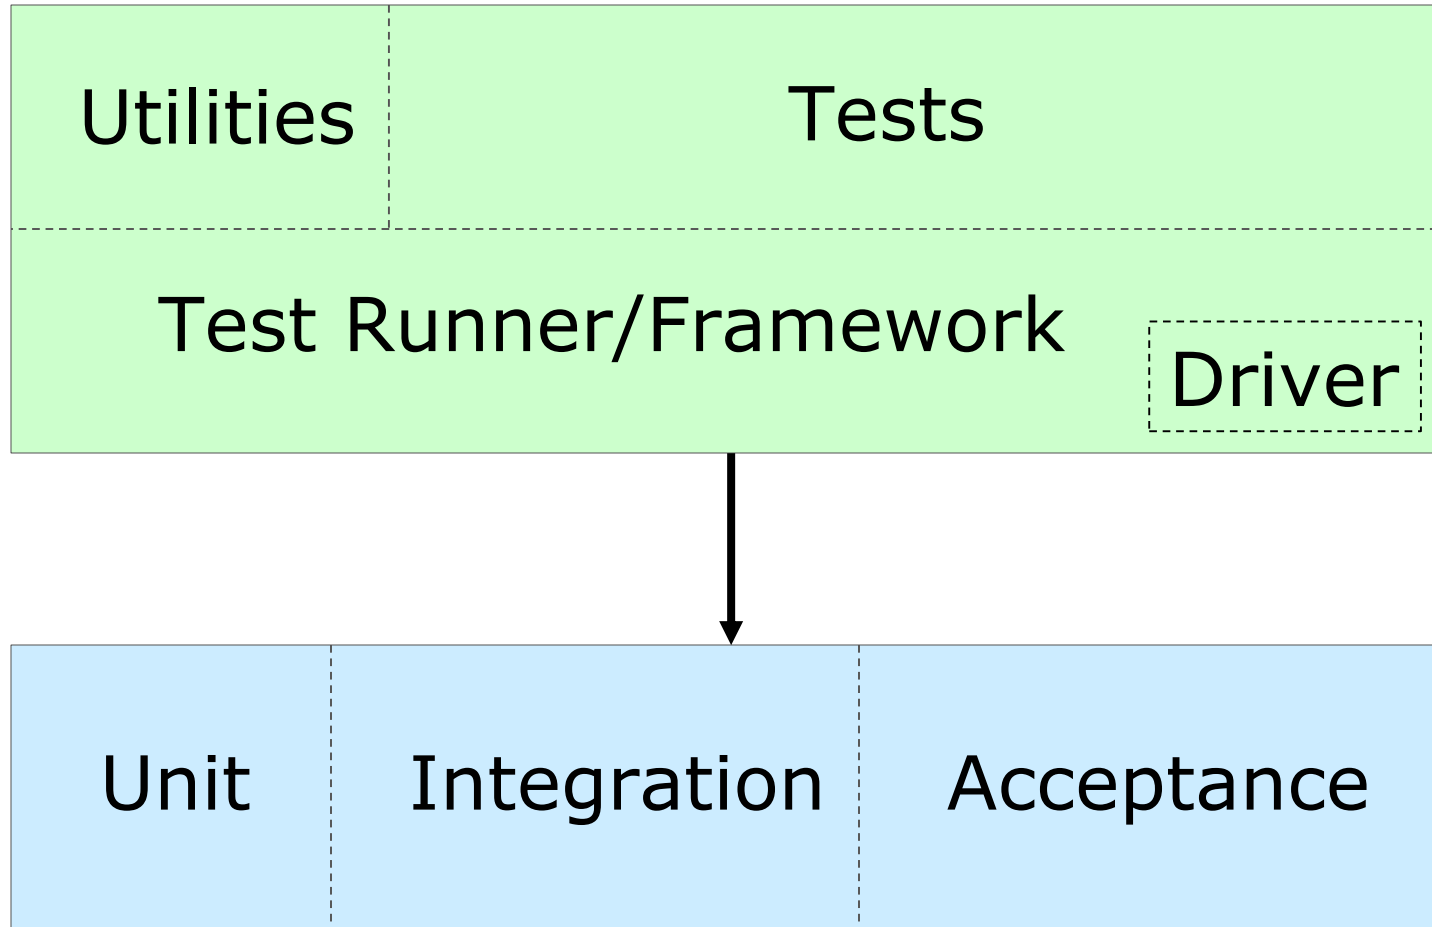 Utilities
Tests
Test Runner/Framework
Driver
Unit
Integration
Acceptance